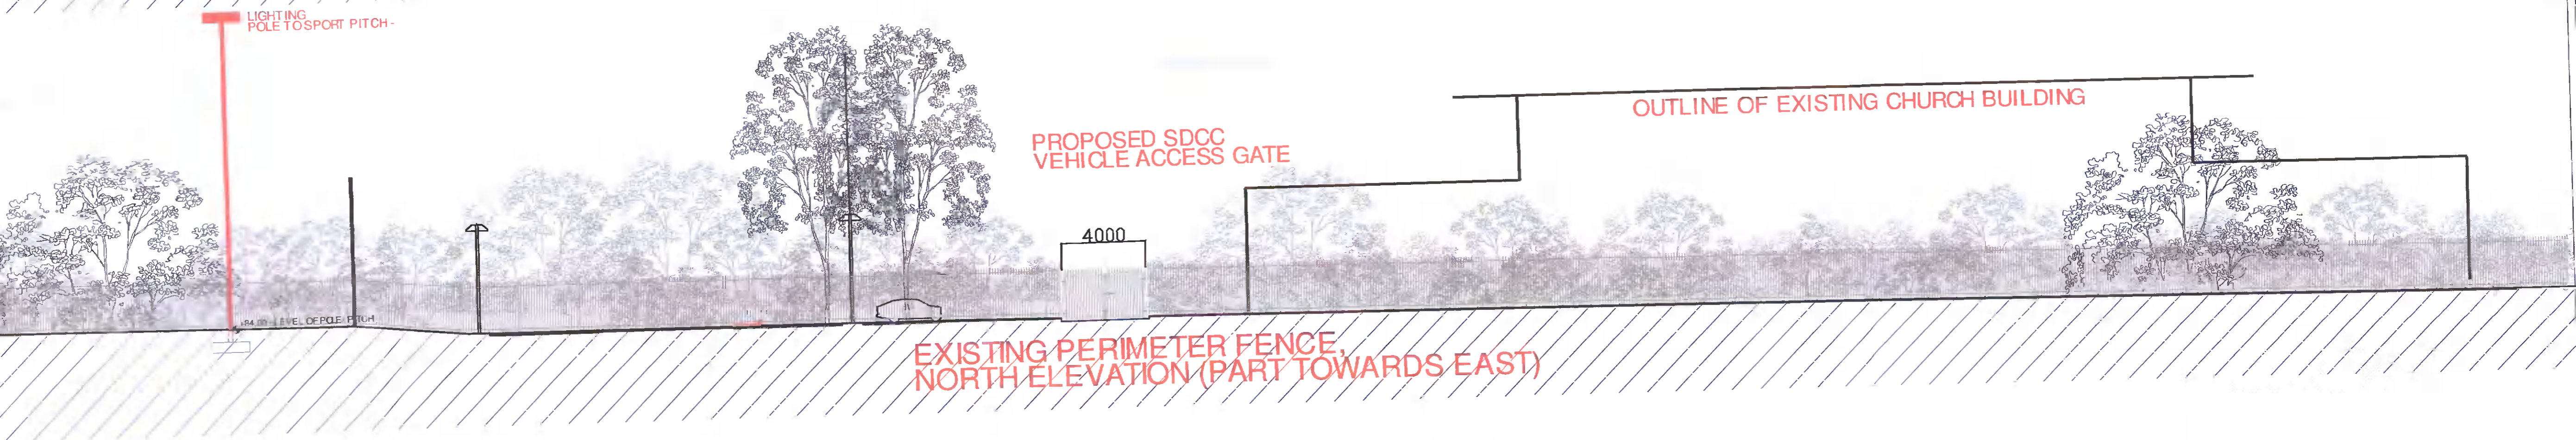 LIGHTING
POLE TO SPORT PITCH -
OUTLINE OF EXISTING CHURCH BUILDING
PROPOSED SDCC
VEHICLE ACCESS GATE
4000
LEVEL OF POLE/ PITCH
EXISTING PERIMETER FENCE,
NORTH ELEVATION (PART TOWARDS EAST)